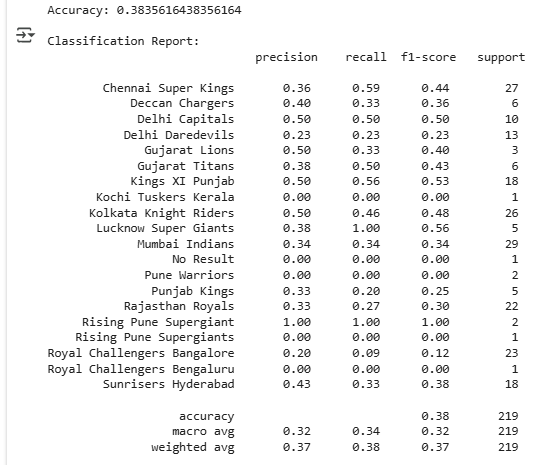 Accuracy: 0.3835616438356164
Classification Report:
precision recall f1-score support
Chennai Super Kings 0.36 0.59 0.44 27
Deccan Chargers 0.40 0.33 0.36 6
Delhi Capitals 0.50 0.50 0.50 10
Delhi Daredevils 0.23 0.23 0.23 13
Gujarat Lions 0.50 0.33 0.40 3
Gujarat Titans 0.38 0.50 0.43 6
Kings XI Punjab 0.50 0.56 0.53 18
Kochi Tuskers Kerala 0.00 0.00 0.00 1
Kolkata Knight Riders 0.50 0.46 0.48 26
Lucknow Super Giants 0.38 1.00 0.56 5
Mumbai Indians 0.34 0.34 0.34 29
No Result 0.00 0.00 0.00 1
Pune Warriors 0.00 0.00 0.00 2
Punjab Kings 0.33 0.20 0.25 5
Rajasthan Royals 0.33 0.27 0.30 22
Rising Pune Supergiant 1.00 1.00 1.00 2
Rising Pune Supergiants 0.00 0.00 0.00 1
Royal Challengers Bangalore 0.20 0.09 0.12 23
Royal Challengers Bengaluru 0.00 0.00 0.00 1
Sunrisers Hyderabad 0.43 0.33 0.38 18
accuracy 0.38 219
macro avg 0.32 0.34 0.32 219
weighted avg 0.37 0.38 0.37 219